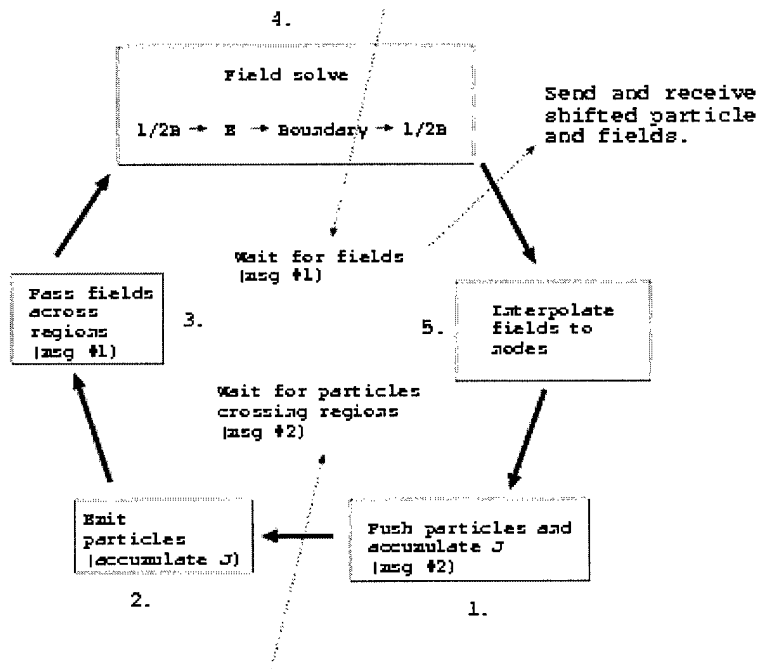 4.
Field solve
1/2B → E → Boundary → 1/2B
Send and receive
shifted particle
and fields.
Wait for fields
(msg #1)
Pass fields
across
regions
(msg #1)
3.
5.
Interpolate
fields to
nodes
Wait for particles
crossing regions
(msg #2)
Emit
particles
(accumulate J)
2.
Push particles and
accumulate J
(msg #2)
1.